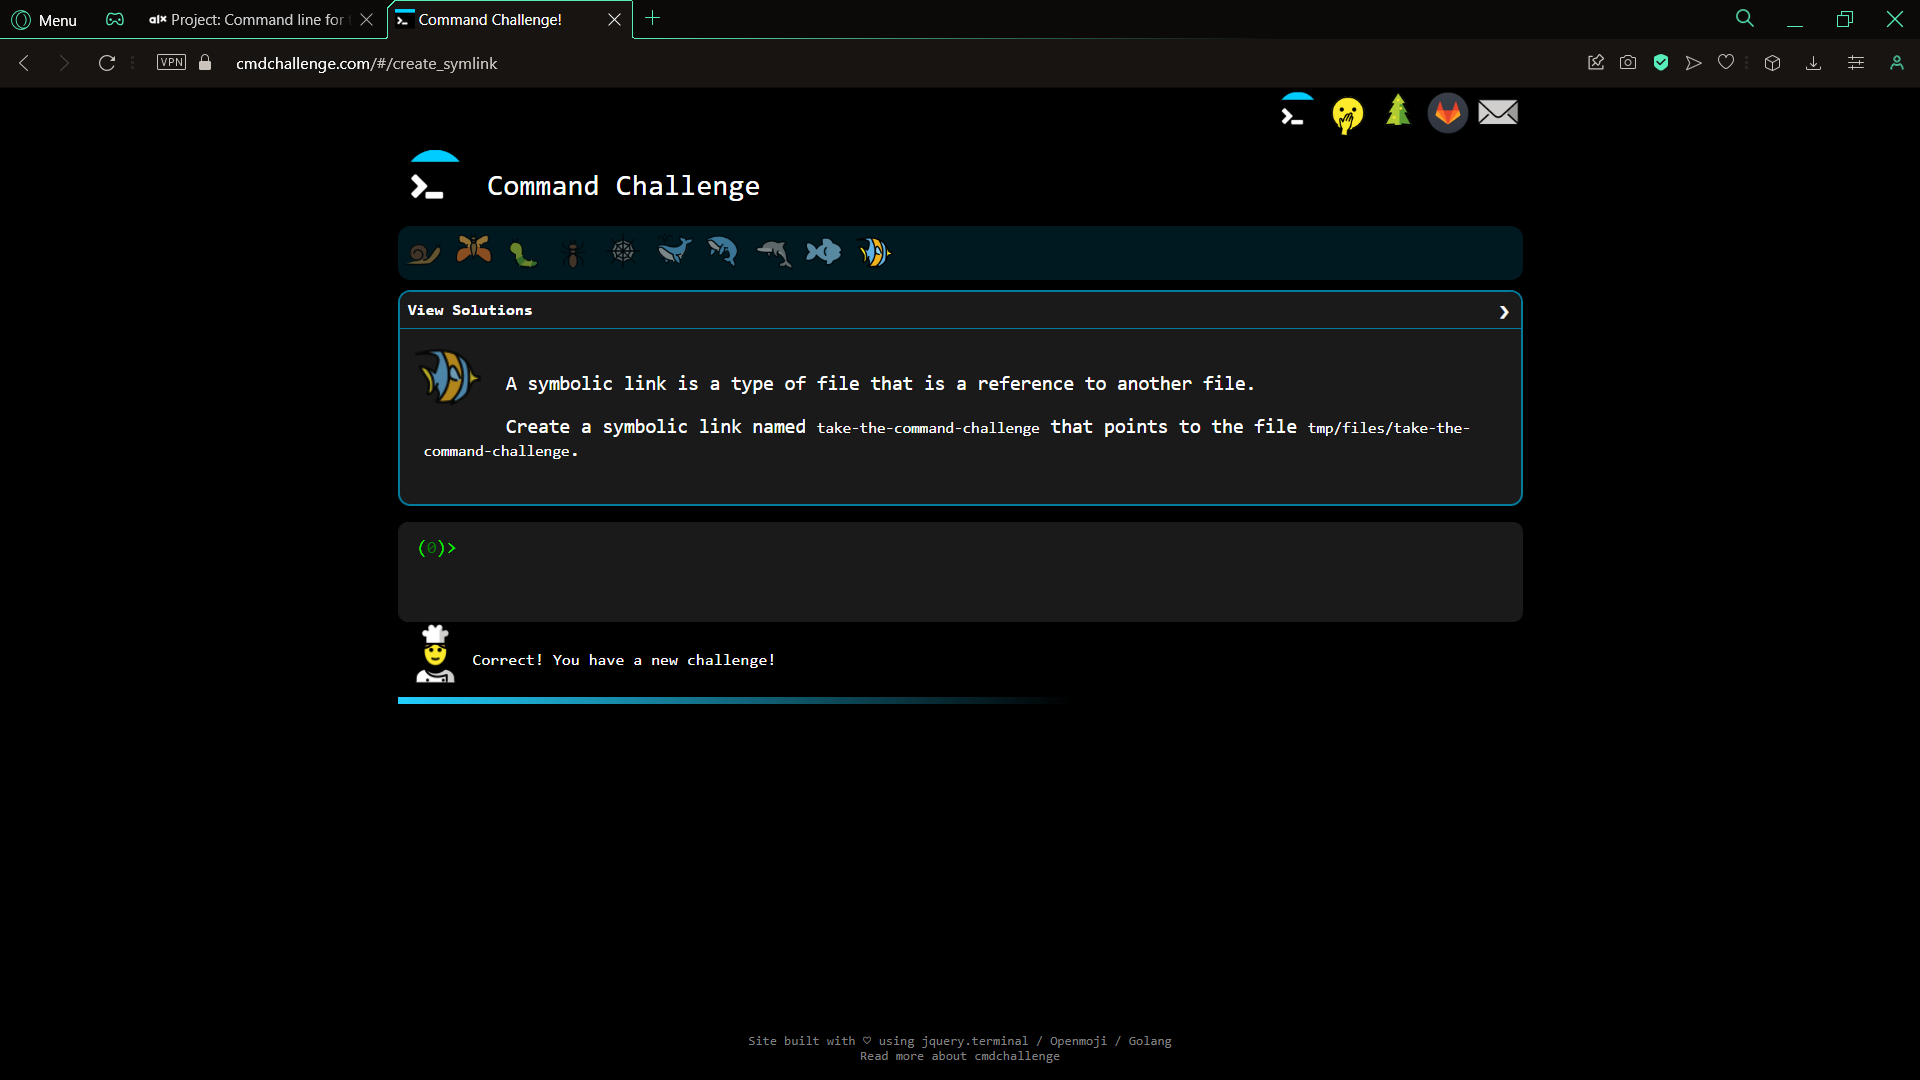 Menu
alx Project: Command line for
Command Challenge!
VPN
cmdchallenge.com/#/create_symlink
Command Challenge
View Solutions
A symbolic link is a type of file that is a reference to another file.
Create a symbolic link named take-the-command-challenge that points to the file tmp/files/take-the-
command-challenge.
(0)>
Correct! You have a new challenge!
Site built with ♡ using jquery.terminal / Openmoji / Golang
Read more about cmdchallenge